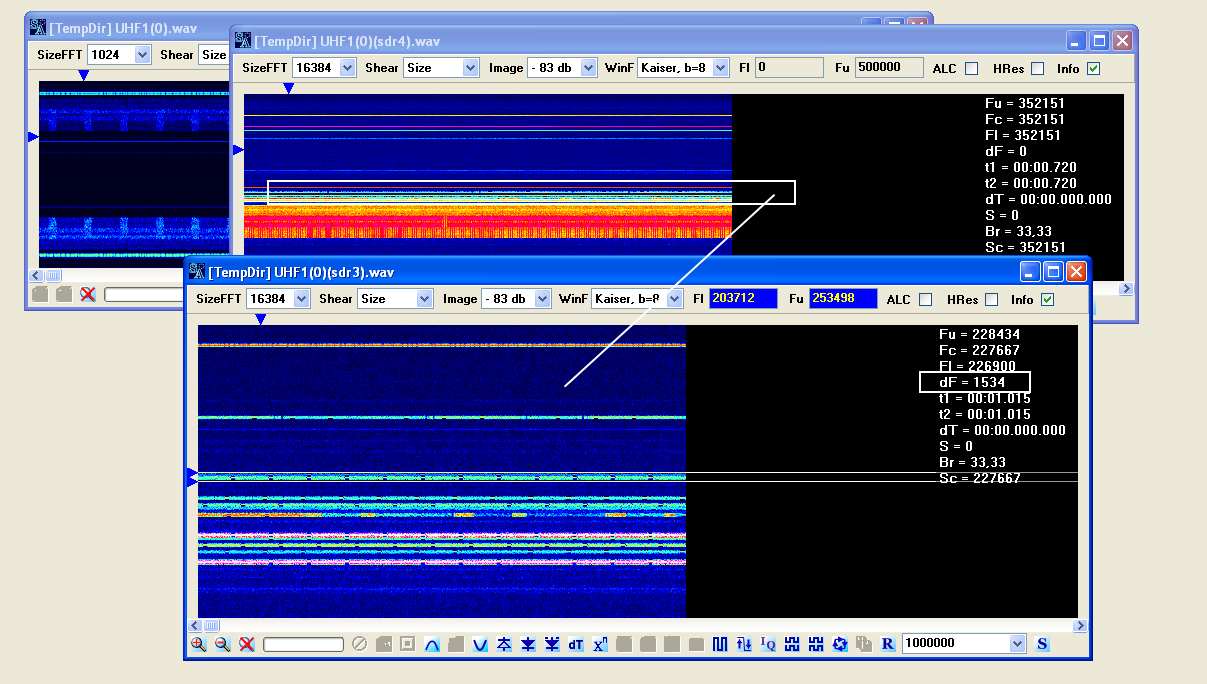 [TempDir] UHF1(0).wav
SizeFFT 1024 Shear Size
[TempDir] UHF1(0)(sdr4).wav
SizeFFT 16384 Shear Size Image - 83 db WinF Kaiser, b=8 Fl 0 Fu 500000 ALC HRes Info
Fu = 352151
Fc = 352151
Fl = 352151
dF = 0
t1 = 00:00.720
t2 = 00:00.720
dT = 00:00.000.000
S = 0
Br = 33,33
Sc = 352151
[TempDir] UHF1(0)(sdr3).wav
SizeFFT 16384 Shear Size Image - 83 db WinF Kaiser, b=8 Fl 203712 Fu 253498 ALC HRes Info
Fu = 228434
Fc = 227667
Fl = 226900
dF = 1534
t1 = 00:01.015
t2 = 00:01.015
dT = 00:00.000.000
S = 0
Br = 33,33
Sc = 227667
dT Xn IQ R 1000000 S